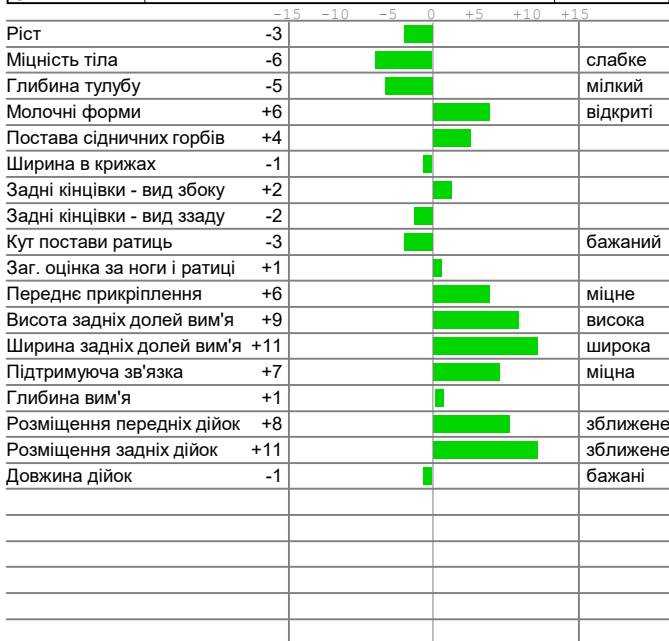 -15 -10 -5 0 +5 +10 +15
Ріст -3
Міцність тіла -6 слабке
Глибина тулубу -5 мілкий
Молочні форми +6 відкриті
Постава сідничних горбів +4
Ширина в крижах -1
Задні кінцівки - вид збоку +2
Задні кінцівки - вид ззаду -2
Кут постави ратиць -3 бажаний
Заг. оцінка за ноги і ратиці +1
Переднє прикріплення +6 міцне
Висота задніх долей вим'я +9 висока
Ширина задніх долей вим'я +11 широка
Підтримуюча зв'язка +7 міцна
Глибина вим'я +1
Розміщення передніх дійок +8 зближене
Розміщення задніх дійок +11 зближене
Довжина дійок -1 бажані